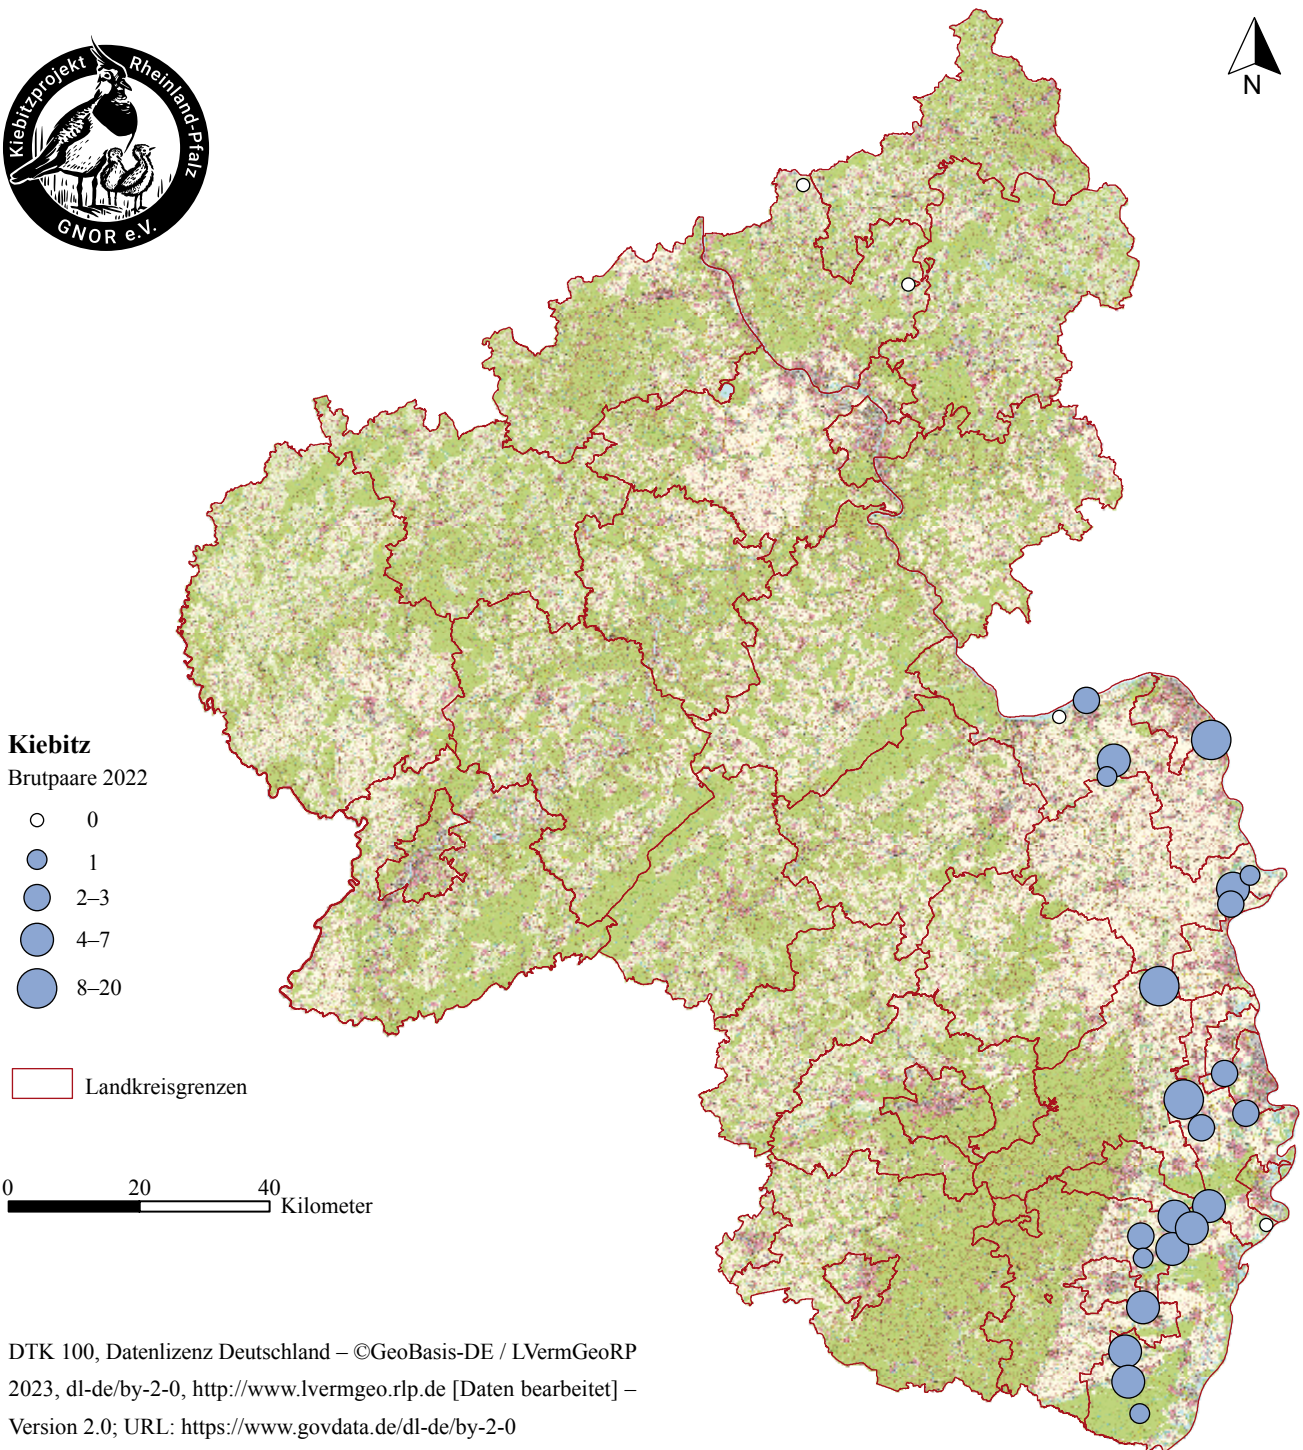 Kiebitzprojekt Rheinland-Pfalz
GNOR e.V.
N
Kiebitz
Brutpaare 2022
0
1
2–3
4–7
8–20
Landkreisgrenzen
0 20 40
Kilometer
DTK 100, Datenlizenz Deutschland – ©GeoBasis-DE / LVermGeoRP
2023, dl-de/by-2-0, http://www.lvermgeo.rlp.de [Daten bearbeitet] –
Version 2.0; URL: https://www.govdata.de/dl-de/by-2-0